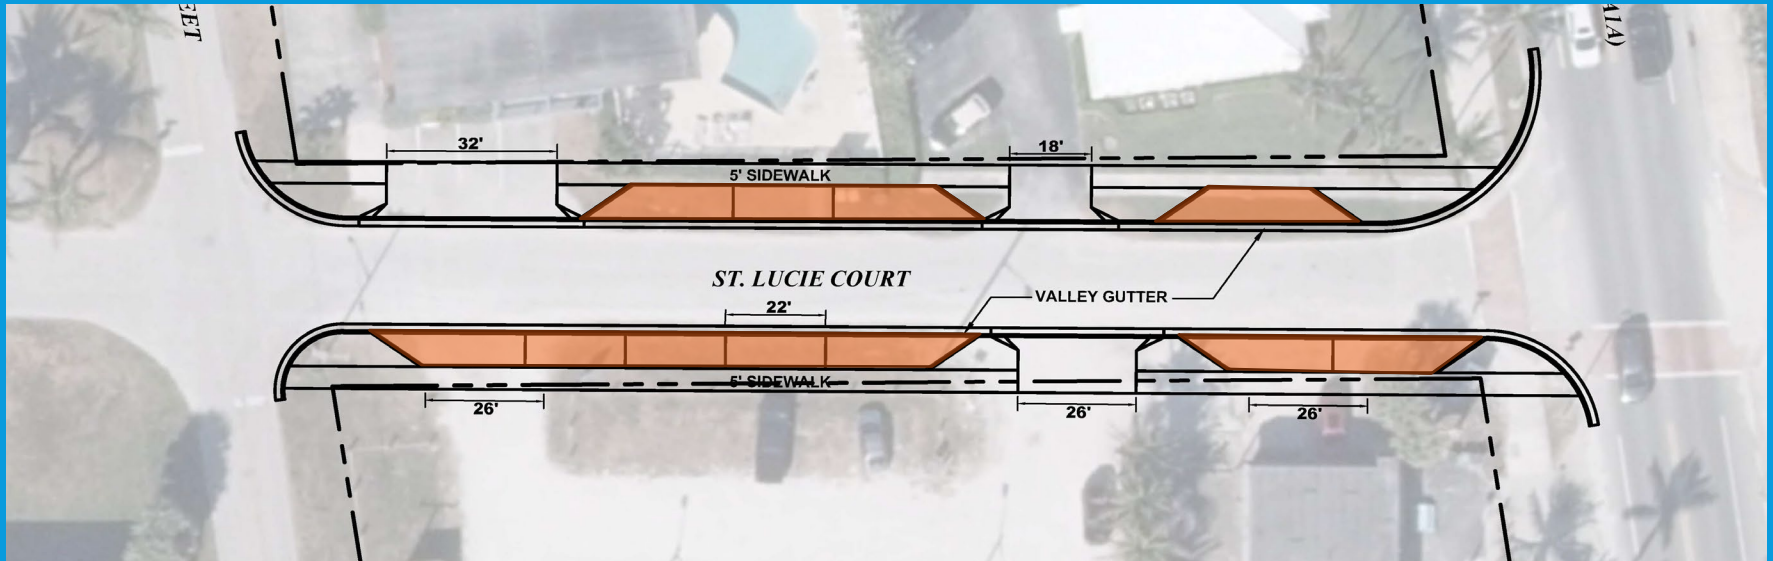 EET
A1A)
32'
18'
5' SIDEWALK
ST. LUCIE COURT
VALLEY GUTTER
22'
5' SIDEWALK
26'
26'
26'